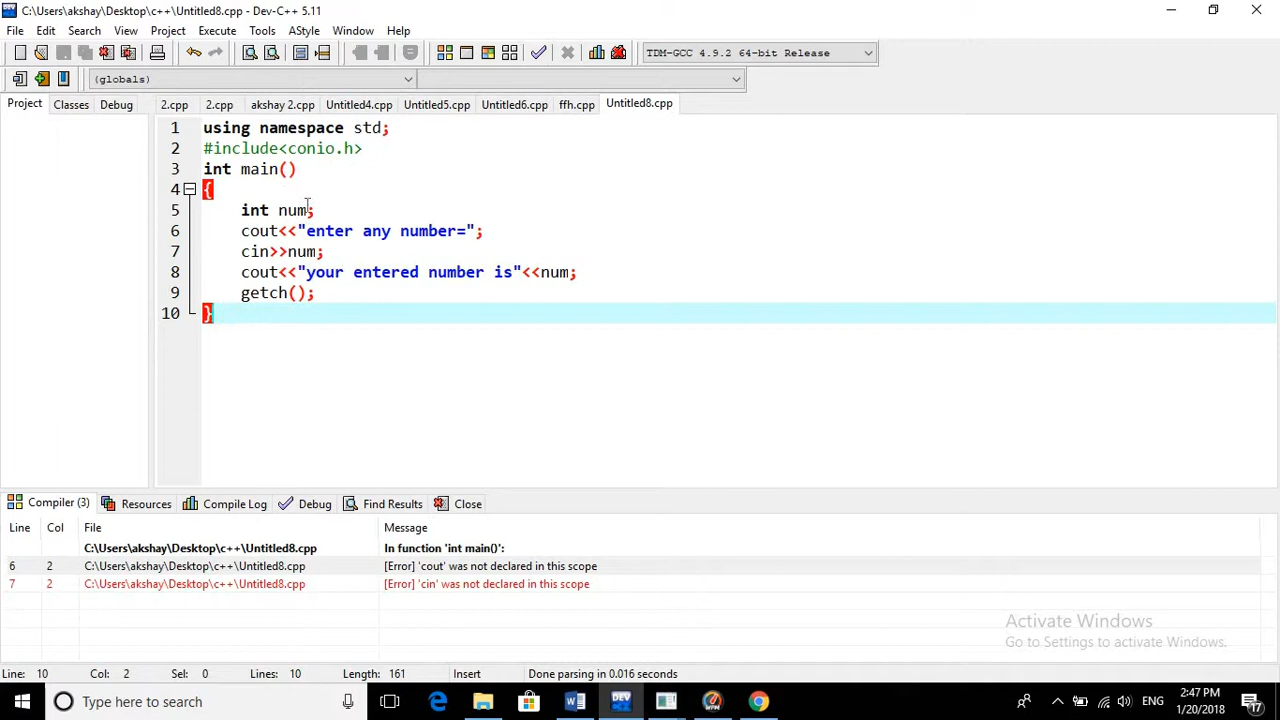 C:\Users\akshay\Desktop\c++\Untitled8.cpp - Dev-C++ 5.11
File Edit Search View Project Execute Tools AStyle Window Help
TDM-GCC 4.9.2 64-bit Release
(globals)
Project Classes Debug 2.cpp 2.cpp akshay 2.cpp Untitled4.cpp Untitled5.cpp Untitled6.cpp ffh.cpp Untitled8.cpp
1 using namespace std;
2 #include<conio.h>
3 int main()
4 {
5 int num;
6 cout<<"enter any number=";
7 cin>>num;
8 cout<<"your entered number is"<<num;
9 getch();
10 }
Compiler (3) Resources Compile Log Debug Find Results Close
Line Col File Message
C:\Users\akshay\Desktop\c++\Untitled8.cpp In function 'int main()':
6 2 C:\Users\akshay\Desktop\c++\Untitled8.cpp [Error] 'cout' was not declared in this scope
7 2 C:\Users\akshay\Desktop\c++\Untitled8.cpp [Error] 'cin' was not declared in this scope
Activate Windows
Go to Settings to activate Windows.
Line: 10 Col: 2 Sel: 0 Lines: 10 Length: 161 Insert Done parsing in 0.016 seconds
Type here to search
DEV
ENG
2:47 PM
1/20/2018
17